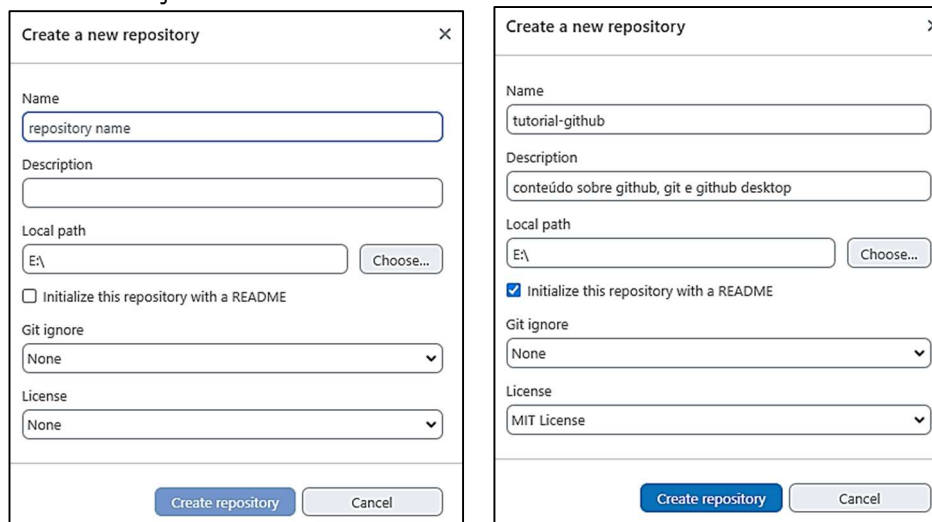 Create a new repository
Name
repository name
Description
Local path
E:\
Choose...
Initialize this repository with a README
Git ignore
None
License
None
Create repository
Cancel
Create a new repository
Name
tutorial-github
Description
conteúdo sobre github, git e github desktop
Local path
E:\
Choose...
Initialize this repository with a README
Git ignore
None
License
MIT License
Create repository
Cancel